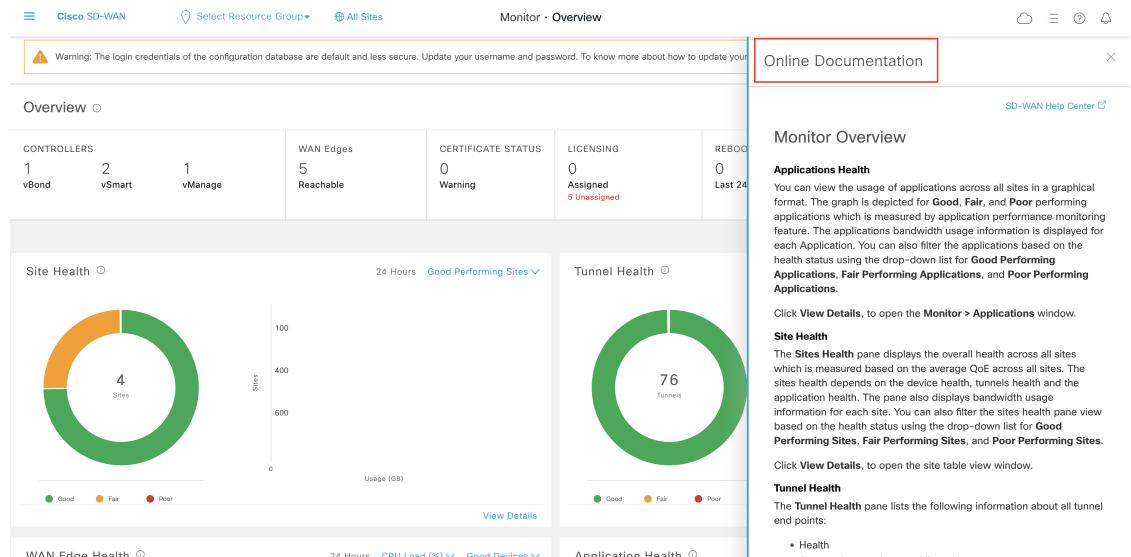 Cisco SD-WAN
Select Resource Group▾
All Sites
Monitor · Overview
Warning: The login credentials of the configuration database are default and less secure. Update your username and password. To know more about how to update your
Overview
CONTROLLERS
1 2 1
vBond vSmart vManage
WAN Edges
5
Reachable
CERTIFICATE STATUS
0
Warning
LICENSING
0
Assigned
5 Unassigned
REBOO
0
Last 24
Site Health
24 Hours Good Performing Sites
4
Sites
Good Fair Poor
Sites
100
400
600
0
Usage (GB)
View Details
Tunnel Health
76
Tunnels
Good Fair Poor
WAN Edge Health
24 Hours CPU Load (%) Good Devices
Application Health
Online Documentation
SD-WAN Help Center
Monitor Overview
Applications Health
You can view the usage of applications across all sites in a graphical
format. The graph is depicted for Good, Fair, and Poor performing
applications which is measured by application performance monitoring
feature. The applications bandwidth usage information is displayed for
each Application. You can also filter the applications based on the
health status using the drop-down list for Good Performing
Applications, Fair Performing Applications, and Poor Performing
Applications.
Click View Details, to open the Monitor > Applications window.
Site Health
The Sites Health pane displays the overall health across all sites
which is measured based on the average QoE across all sites. The
sites health depends on the device health, tunnels health and the
application health. The pane also displays bandwidth usage
information for each site. You can also filter the sites health pane view
based on the health status using the drop-down list for Good
Performing Sites, Fair Performing Sites, and Poor Performing Sites.
Click View Details, to open the site table view window.
Tunnel Health
The Tunnel Health pane lists the following information about all tunnel
end points:
• Health